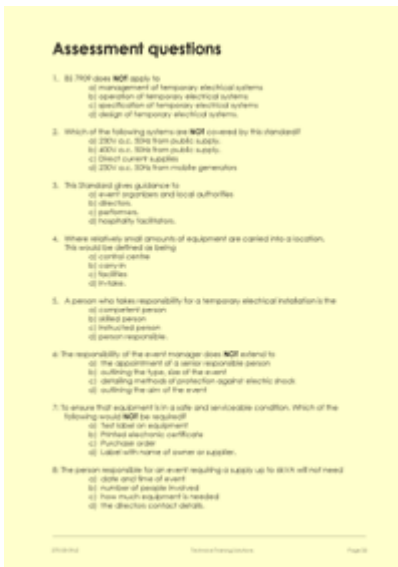 Assessment questions
1. BS 7909 does NOT apply to
a) management of temporary electrical systems
b) operation of temporary electrical systems
c) specification of temporary electrical systems
d) design of temporary electrical systems.
2. Which of the following systems are NOT covered by this standard?
a) 230V a.c. 50Hz from public supply.
b) 400V a.c. 50Hz from public supply.
c) Direct current supplies
d) 230V a.c. 50Hz from mobile generators
3. This Standard gives guidance to
a) event organizers and local authorities
b) directors.
c) performers.
d) hospitality facilitators.
4. Where relatively small amounts of equipment are carried into a location.
This would be defined as being
a) control centre
b) carry-in
c) facilities
d) in-take.
5. A person who takes responsibility for a temporary electrical installation is the
a) competent person
b) skilled person
c) instructed person
d) person responsible.
6: The responsibility of the event manager does NOT extend to
a) the appointment of a senior responsible person
b) outlining the type, size of the event
c) detailing methods of protection against electric shock
d) outlining the aim of the event
7: To ensure that equipment is in a safe and serviceable condition. Which of the
following would NOT be required?
a) Test label on equipment
b) Printed electronic certificate
c) Purchase order
d) Label with name of owner or supplier.
8: The person responsible for an event requiring a supply up to will not need
a) date and time of event
b) number of people involved
c) how much equipment is needed
d) the directors contact details.
Technical Training Solutions
Page